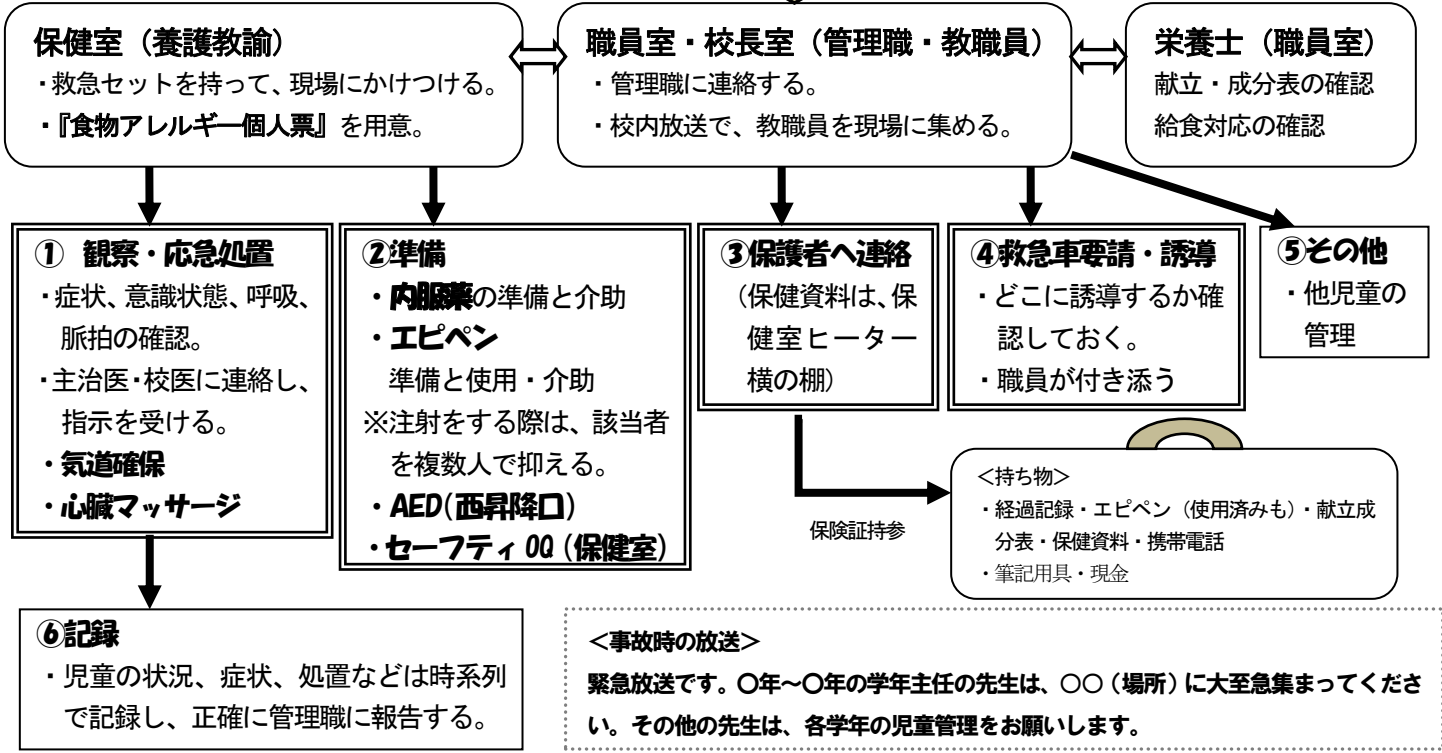 保健室（養護教諭）
・救急セットを持って、現場にかけつける。
・『食物アレルギー個人票』を用意。
職員室・校長室（管理職・教職員）
・管理職に連絡する。
・校内放送で、教職員を現場に集める。
栄養士（職員室）
献立・成分表の確認
給食対応の確認
① 観察・応急処置
・症状、意識状態、呼吸、
脈拍の確認。
・主治医・校医に連絡し、
指示を受ける。
・気道確保
・心臓マッサージ
②準備
・内服薬の準備と介助
・エピペン
準備と使用・介助
※注射をする際は、該当者
を複数人で抑える。
・AED(西昇降口)
・セーフティOQ（保健室）
③保護者へ連絡
（保健資料は、保
健室ヒーター
横の棚）
④救急車要請・誘導
・どこに誘導するか確
認しておく。
・職員が付き添う
⑤その他
・他児童の
管理
保険証持参
＜持ち物＞
・経過記録・エピペン（使用済みも）・献立成
分表・保健資料・携帯電話
・筆記用具・現金
⑥記録
・児童の状況、症状、処置などは時系列
で記録し、正確に管理職に報告する。
＜事故時の放送＞
緊急放送です。〇年～〇年の学年主任の先生は、○○（場所）に大至急集まってくださ
い。その他の先生は、各学年の児童管理をお願いします。